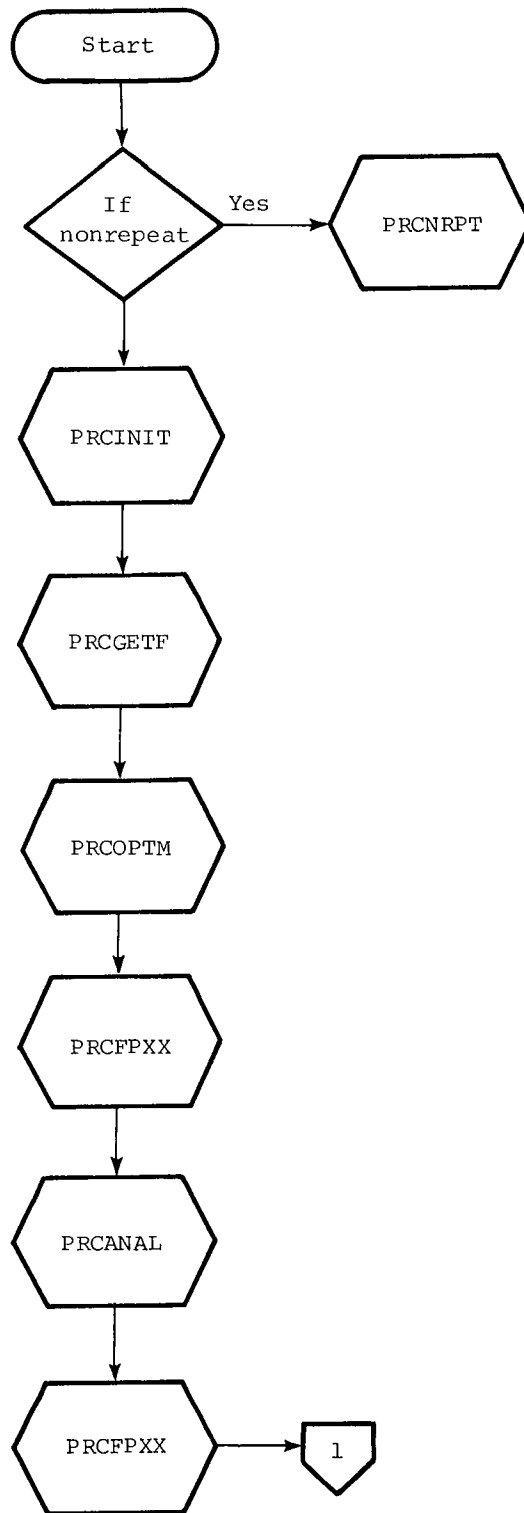 Start
If
nonrepeat
Yes
PRCNRPT
PRCINIT
PRCGETF
PRCOPTM
PRCFPXX
PRCANAL
PRCFPXX
1